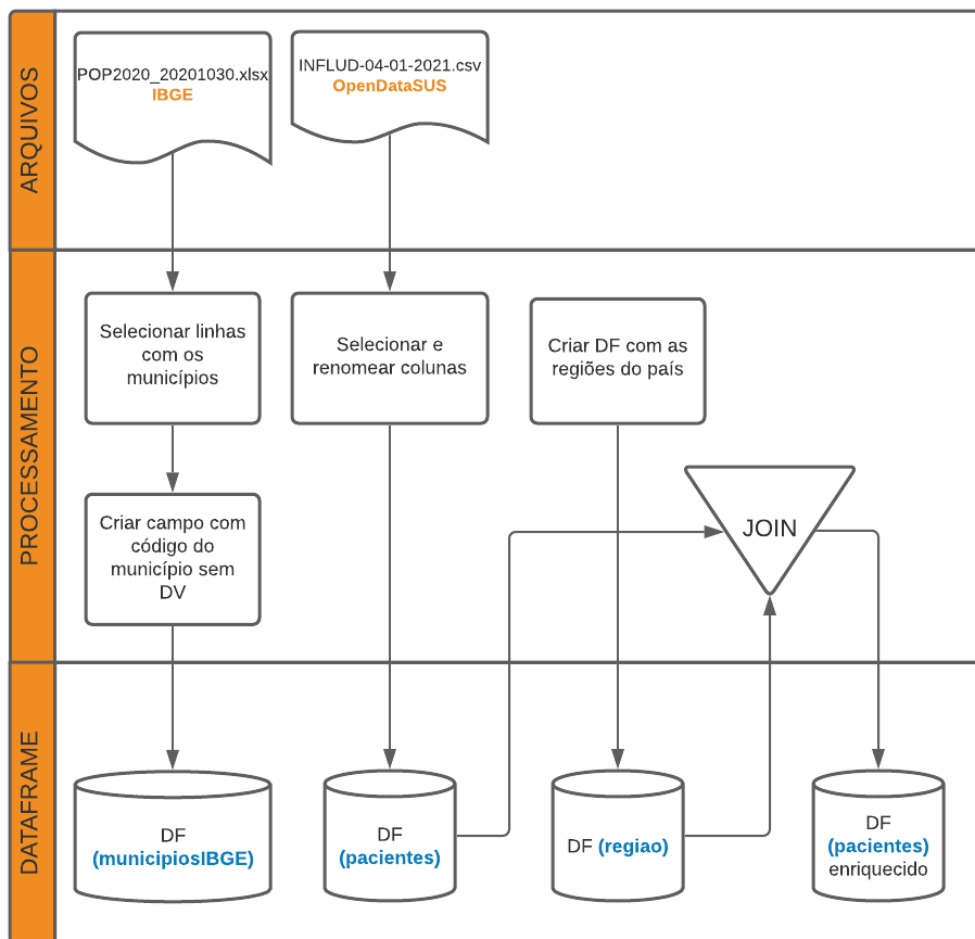 ARQUIVOS
POP2020_20201030.xlsx
IBGE
INFLUD-04-01-2021.csv
OpenDataSUS
PROCESSAMENTO
Selecionar linhas
com os
municípios
Selecionar e
renomear colunas
Criar DF com as
regiões do país
Criar campo com
código do
município sem
DV
JOIN
DATAFRAME
DF
(municipiosIBGE)
DF
(pacientes)
DF (regiao)
DF
(pacientes)
enriquecido